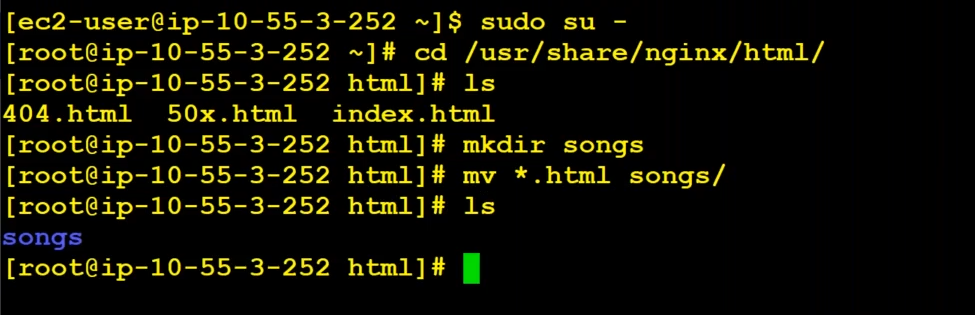 [ec2-user@ip-10-55-3-252 ~]$ sudo su -
[root@ip-10-55-3-252 ~]# cd /usr/share/nginx/html/
[root@ip-10-55-3-252 html]# ls
404.html  50x.html  index.html
[root@ip-10-55-3-252 html]# mkdir songs
[root@ip-10-55-3-252 html]# mv *.html songs/
[root@ip-10-55-3-252 html]# ls
songs
[root@ip-10-55-3-252 html]#